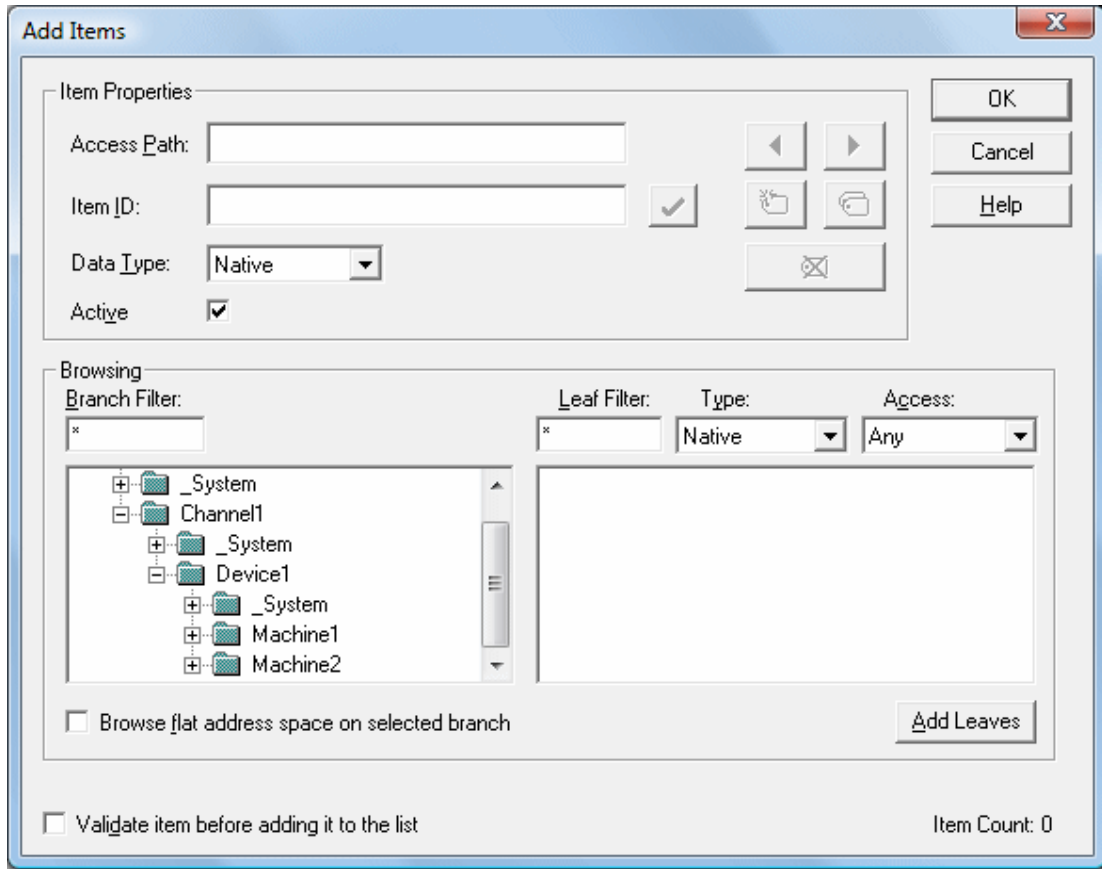 Add Items
Item Properties
OK
Access Path:
Cancel
Item ID:
Help
Data Type: Native
Active
Browsing
Branch Filter: Leaf Filter: Type: Access:
* * Native Any
_System
Channel1
_System
Device1
_System
Machine1
Machine2
Browse flat address space on selected branch Add Leaves
Validate item before adding it to the list Item Count: 0